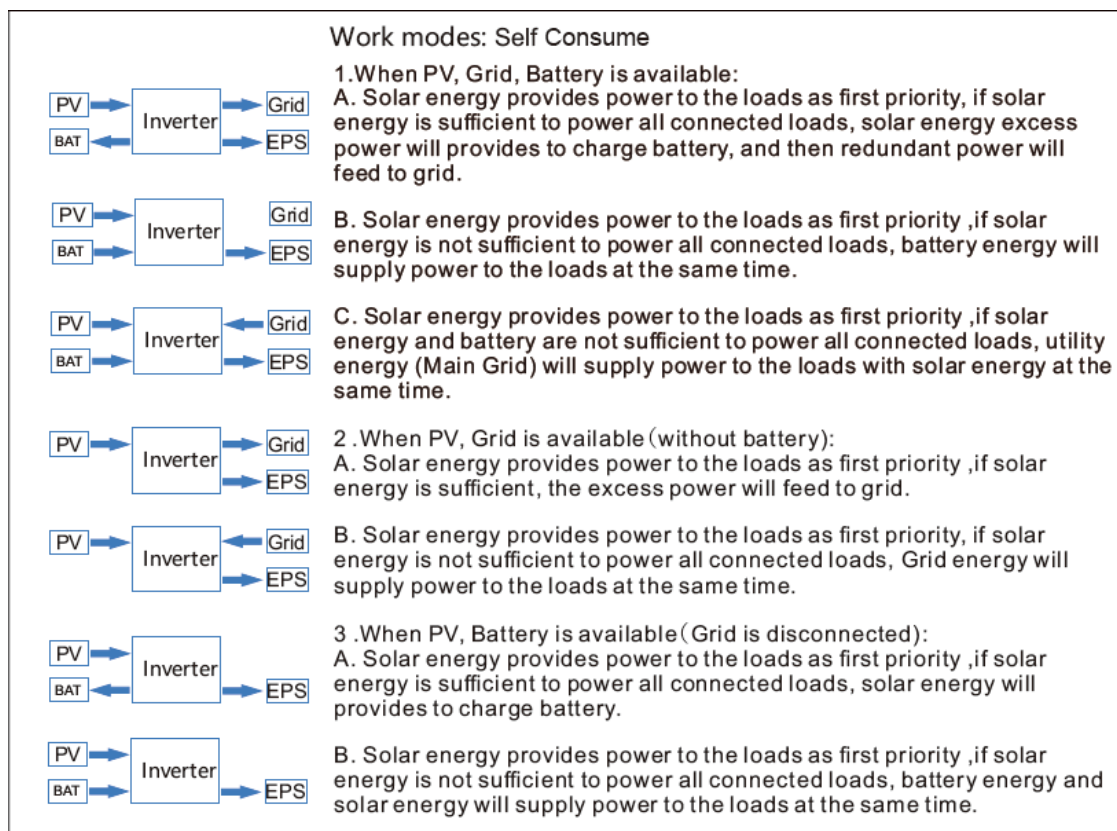 Work modes: Self Consume
PV
Grid
Inverter
BAT
EPS
1.When PV, Grid, Battery is available:
A. Solar energy provides power to the loads as first priority, if solar
energy is sufficient to power all connected loads, solar energy excess
power will provides to charge battery, and then redundant power will
feed to grid.
PV
Grid
Inverter
BAT
EPS
B. Solar energy provides power to the loads as first priority ,if solar
energy is not sufficient to power all connected loads, battery energy will
supply power to the loads at the same time.
PV
Grid
Inverter
BAT
EPS
C. Solar energy provides power to the loads as first priority ,if solar
energy and battery are not sufficient to power all connected loads, utility
energy (Main Grid) will supply power to the loads with solar energy at the
same time.
PV
Grid
Inverter
EPS
2 .When PV, Grid is available(without battery):
A. Solar energy provides power to the loads as first priority ,if solar
energy is sufficient, the excess power will feed to grid.
PV
Grid
Inverter
EPS
B. Solar energy provides power to the loads as first priority, if solar
energy is not sufficient to power all connected loads, Grid energy will
supply power to the loads at the same time.
PV
Inverter
BAT
EPS
3 .When PV, Battery is available(Grid is disconnected):
A. Solar energy provides power to the loads as first priority ,if solar
energy is sufficient to power all connected loads, solar energy will
provides to charge battery.
PV
Inverter
BAT
EPS
B. Solar energy provides power to the loads as first priority ,if solar
energy is not sufficient to power all connected loads, battery energy and
solar energy will supply power to the loads at the same time.